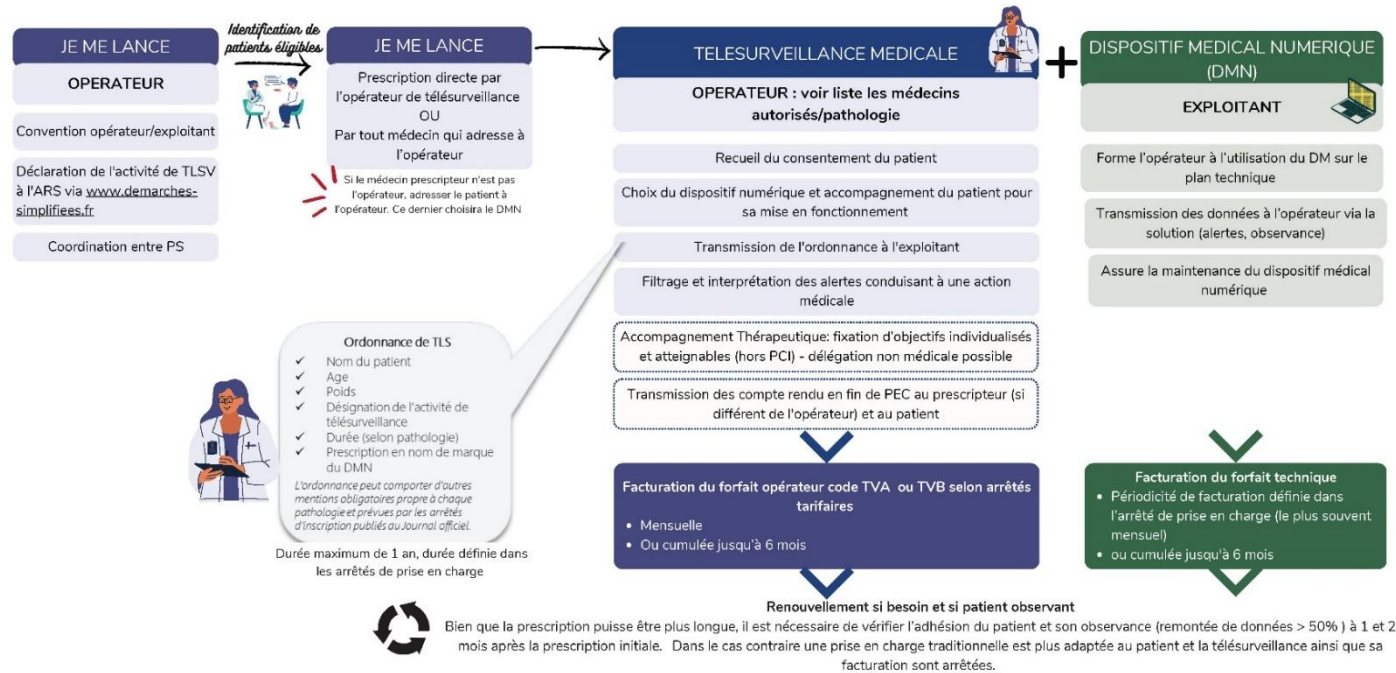 JE ME LANCE
OPERATEUR
Convention opérateur/exploitant
Déclaration de l'activité de TLSV
à l'ARS via www.demarches-
simplifiees.fr
Coordination entre PS
Identification de
patients éligibles
JE ME LANCE
Prescription directe par
l'opérateur de télésurveillance
OU
Par tout médecin qui adresse à
l'opérateur
Si le médecin prescripteur n'est pas
l'opérateur, adresser le patient à
l'opérateur. Ce dernier choisira le DMN
TELESURVEILLANCE MEDICALE
OPERATEUR : voir liste les médecins
autorisés/pathologie
Recueil du consentement du patient
Choix du dispositif numérique et accompagnement du patient pour
sa mise en fonctionnement
Transmission de l'ordonnance à l'exploitant
Filtrage et interprétation des alertes conduisant à une action
médicale
Accompagnement Thérapeutique: fixation d'objectifs individualisés
et atteignables (hors PCI) - délégation non médicale possible
Transmission des compte rendu en fin de PEC au prescripteur (si
différent de l'opérateur) et au patient
Facturation du forfait opérateur code TVA ou TVB selon arrêtés
tarifaires
• Mensuelle
• Ou cumulée jusqu'à 6 mois
+
DISPOSITIF MEDICAL NUMERIQUE
(DMN)
EXPLOITANT
Forme l'opérateur à l'utilisation du DM sur le
plan technique
Transmission des données à l'opérateur via la
solution (alertes, observance)
Assure la maintenance du dispositif médical
numérique
Facturation du forfait technique
• Périodicité de facturation définie dans
l'arrêté de prise en charge (le plus souvent
mensuel)
• ou cumulée jusqu'à 6 mois
Ordonnance de TLS
✓ Nom du patient
✓ Age
✓ Poids
✓ Désignation de l'activité de
télésurveillance
✓ Durée (selon pathologie)
✓ Prescription en nom de marque
du DMN
L'ordonnance peut comporter d'autres
mentions obligatoires propre à chaque
pathologie et prévues par les arrêtés
d'inscription publiés au Journal officiel.
Durée maximum de 1 an, durée définie dans
les arrêtés de prise en charge
Renouvellement si besoin et si patient observant
Bien que la prescription puisse être plus longue, il est nécessaire de vérifier l'adhésion du patient et son observance (remontée de données > 50% ) à 1 et 2
mois après la prescription initiale. Dans le cas contraire une prise en charge traditionnelle est plus adaptée au patient et la télésurveillance ainsi que sa
facturation sont arrêtées.